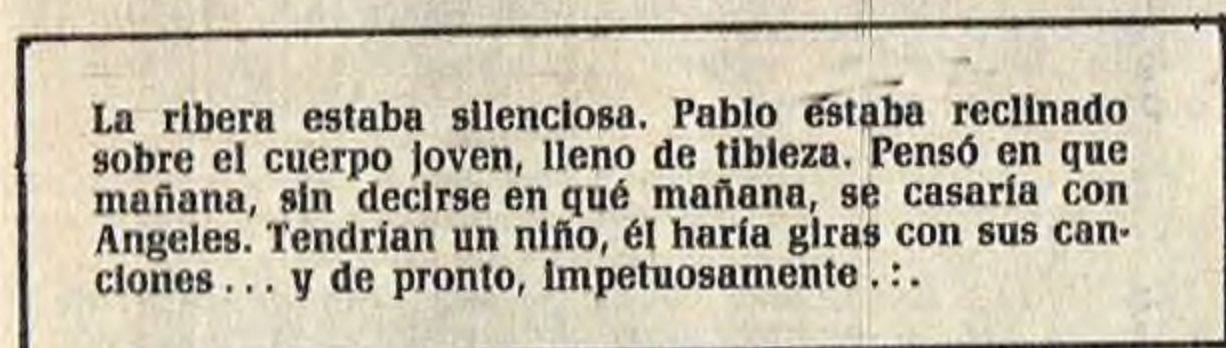 La ribera estaba silenciosa. Pablo estaba reclinado
sobre el cuerpo joven, lleno de tibieza. Pensó en que
mañana, sin decirse en qué mañana, se casaría con
Angeles. Tendrían un niño, él haría giras con sus can-
ciones... y de pronto, impetuosamente .:.